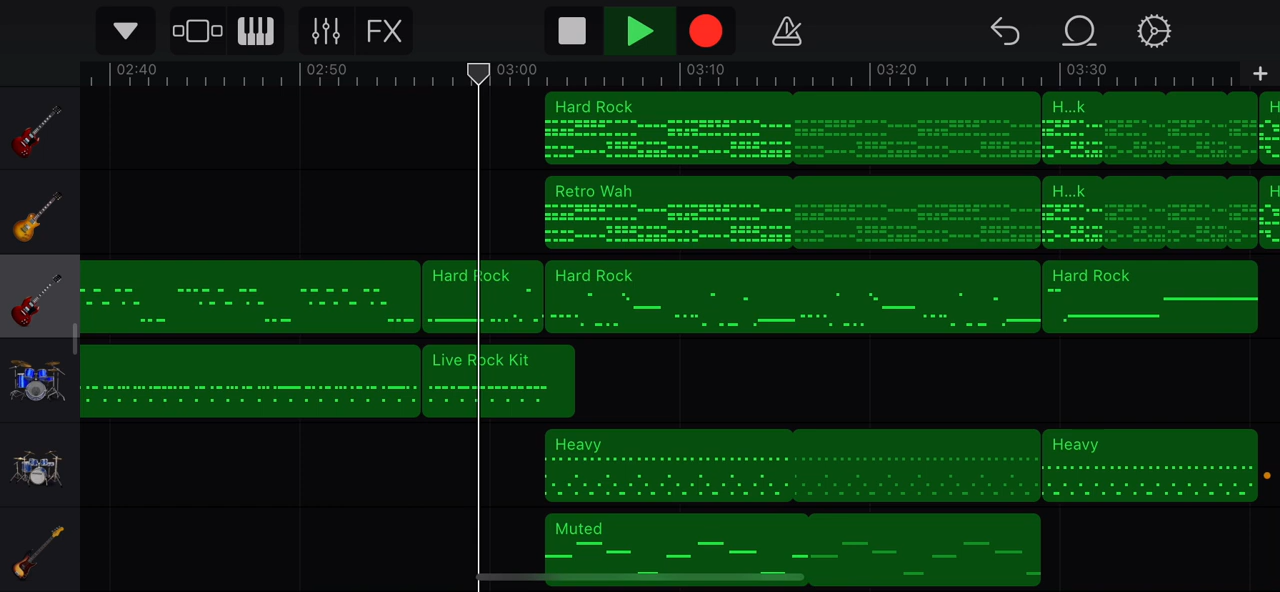 FX
02:40 02:50 03:00 03:10 03:20 03:30
Hard Rock H...k H
Retro Wah H...k H
Hard Rock Hard Rock Hard Rock
Live Rock Kit
Heavy Heavy
Muted